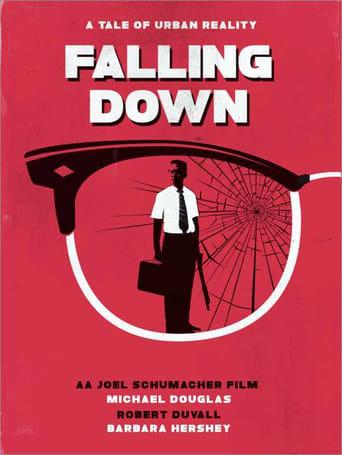 A TALE OF URBAN REALITY
FALLING
DOWN
AA JOEL SCHUMACHER FILM
MICHAEL DOUGLAS
ROBERT DUVALL
BARBARA HERSHEY